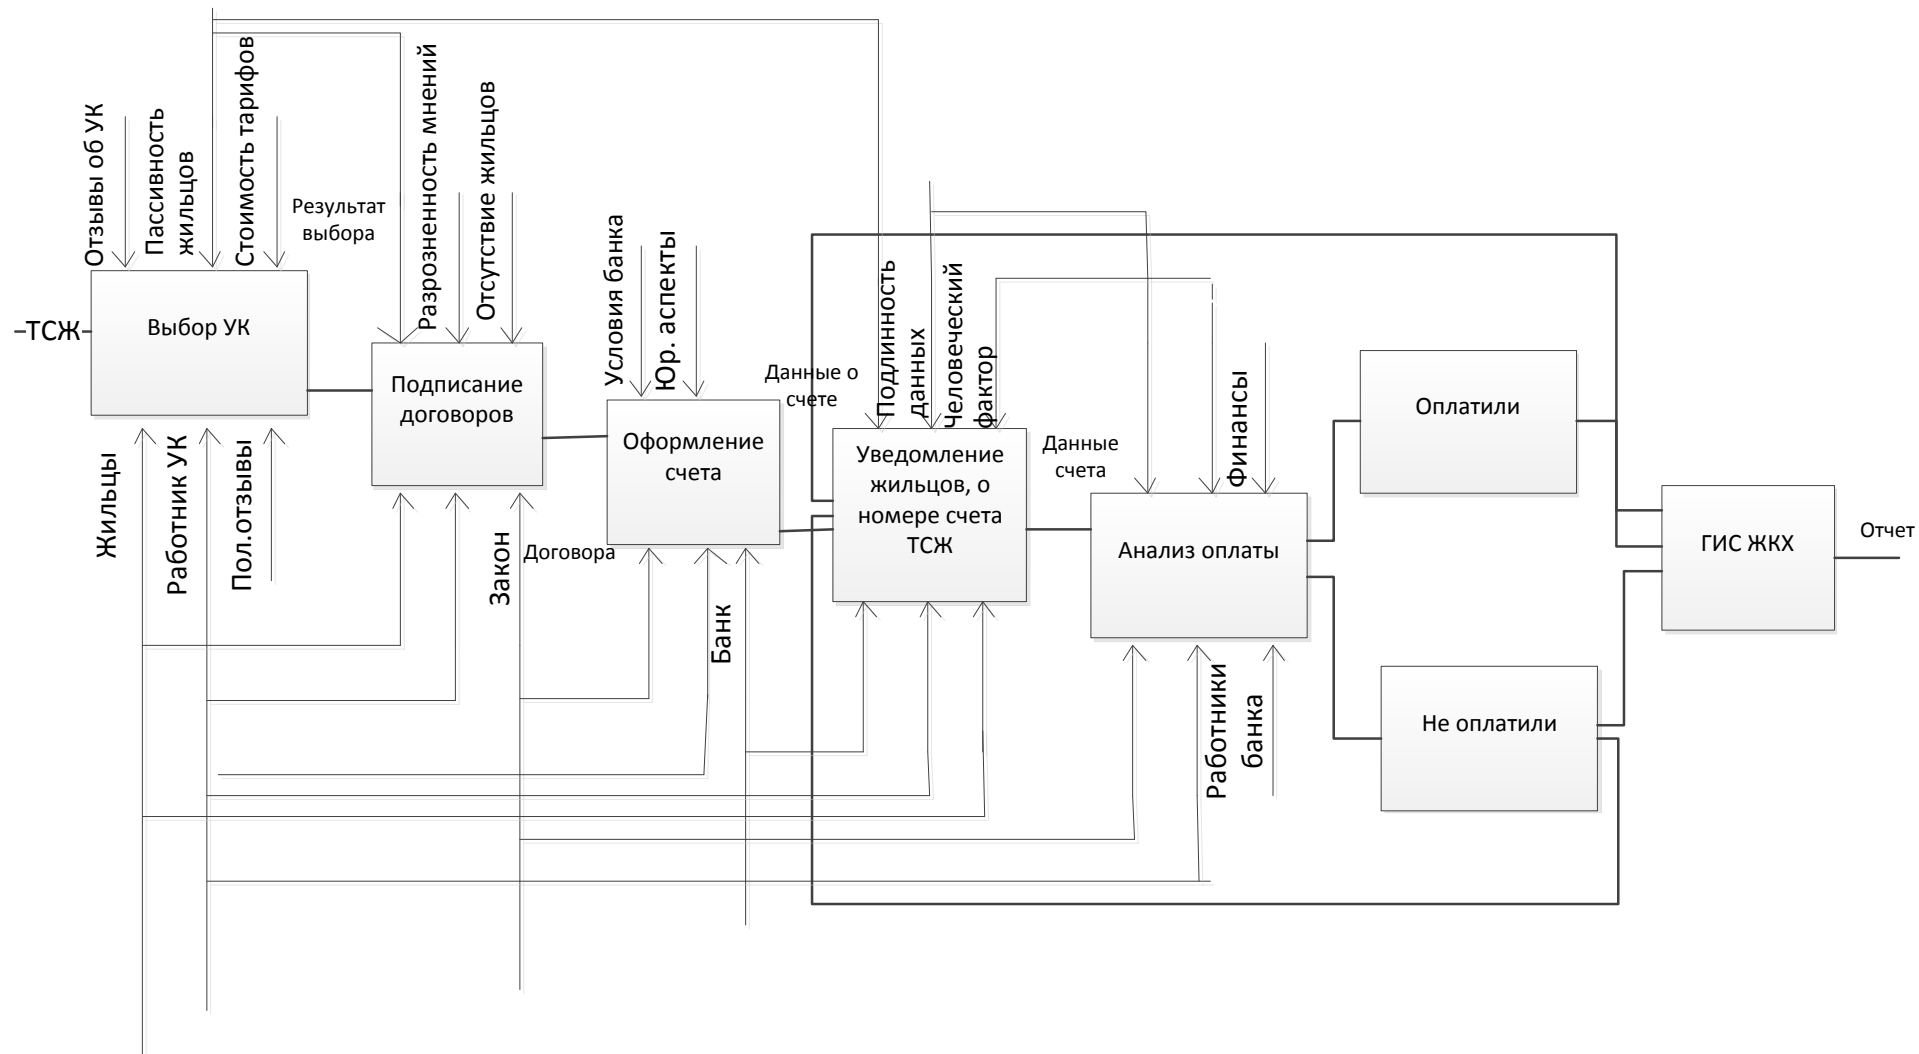 Отзывы об УК
Пассивность
жильцов
Стоимость тарифов
Результат
выбора
Разрозненность мнений
Отсутствие жильцов
ТСЖ
Выбор УК
Подписание
договоров
Условия банка
Юр. аспекты
Данные о
счете
Подлинность
данных
Человеческий
фактор
Оформление
счета
Уведомление
жильцов, о
номере счета
ТСЖ
Данные
счета
Финансы
Анализ оплаты
Оплатили
Не оплатили
ГИС ЖКХ
Отчет
Жильцы
Работник УК
Пол.отзывы
Закон
Договора
Банк
Работники
банка